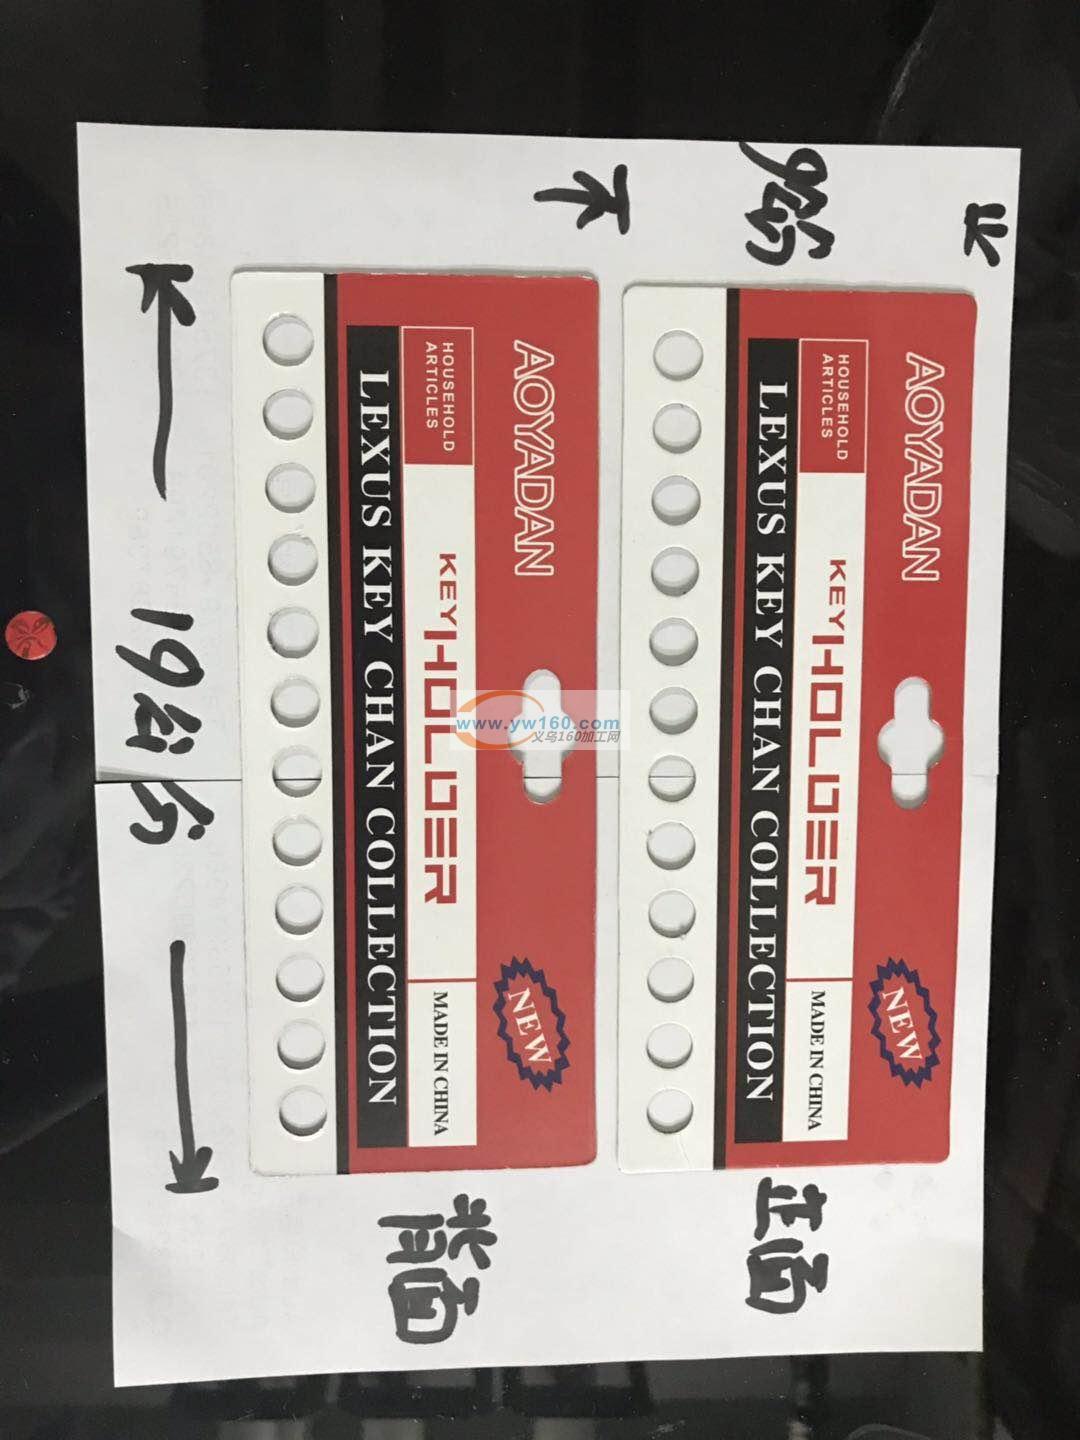 AOYADAN
NEW
HOUSEHOLD
ARTICLES
KEY HOLDER
MADE IN CHINA
LEXUS KEY CHAN COLLECTION
公分
正面
AOYADAN
NEW
HOUSEHOLD
ARTICLES
KEY HOLDER
MADE IN CHINA
LEXUS KEY CHAN COLLECTION
背面
19公分
www.yw160.com
义乌160加工网